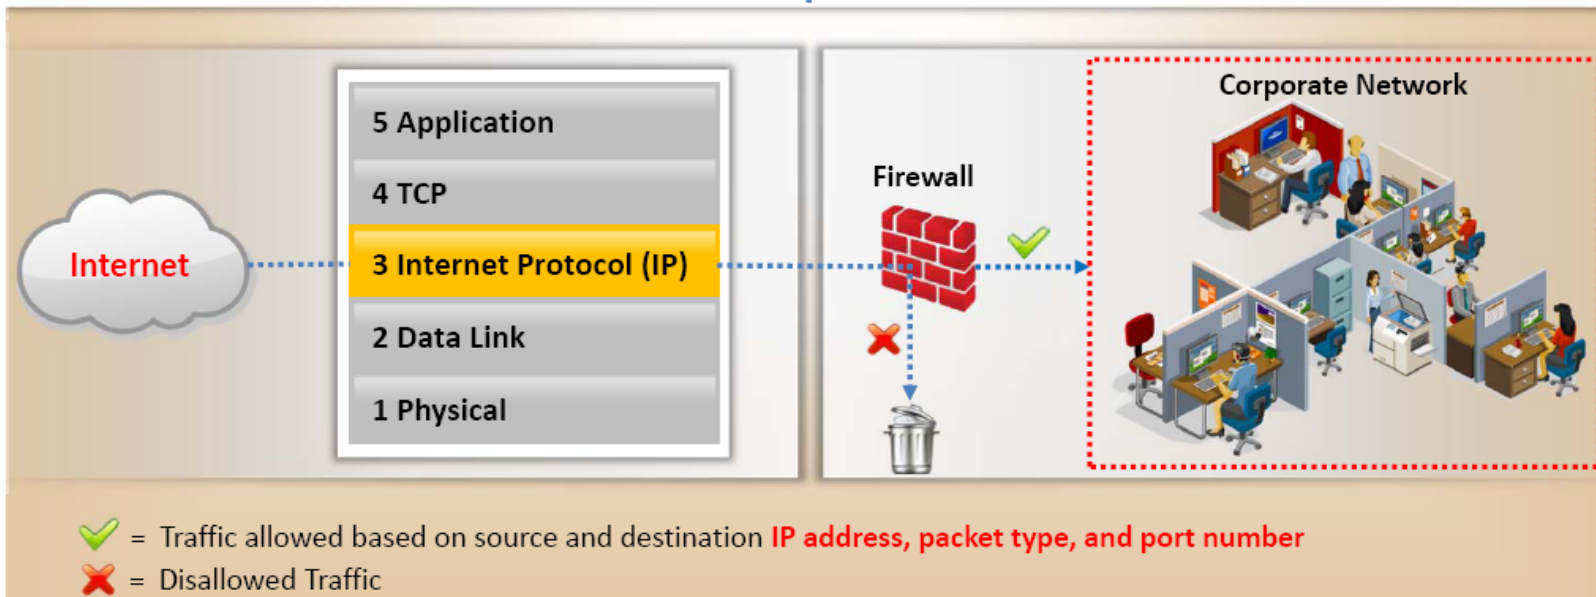 5 Application
4 TCP
3 Internet Protocol (IP)
2 Data Link
1 Physical
Internet
Firewall
Corporate Network
= Traffic allowed based on source and destination IP address, packet type, and port number
= Disallowed Traffic